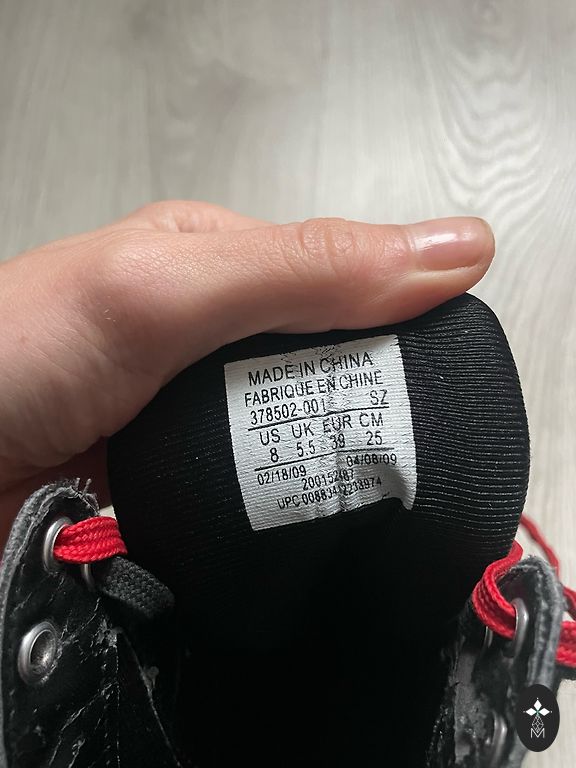 MADE IN CHINA
FABRIQUE EN CHINE
378502-001 SZ
US UK EUR CM
8 5.5 39 25
02/18/09 04/08/09
UPC
M